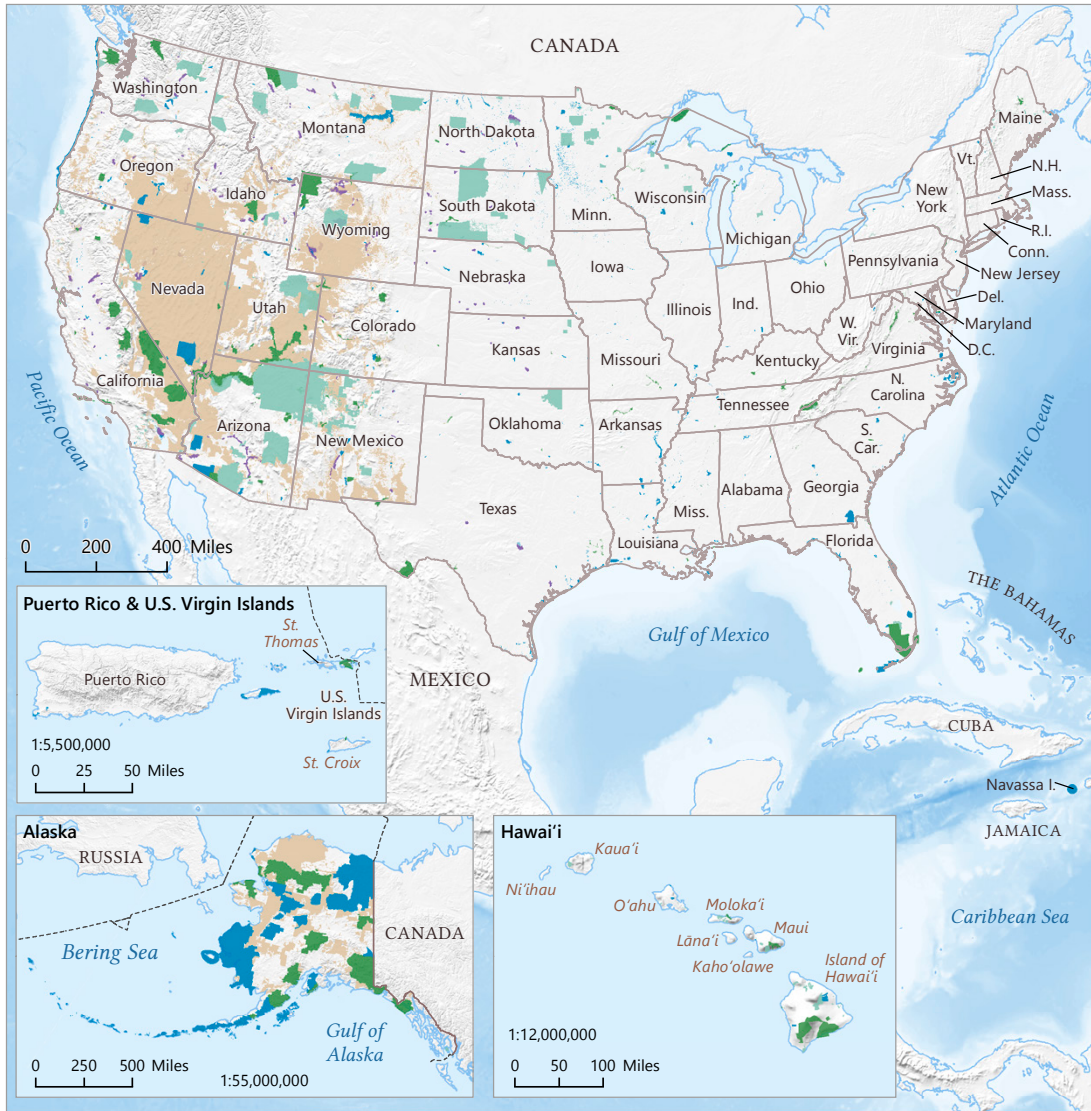 CANADA
Washington
Montana
North Dakota
Maine
Oregon
Idaho
Vt.
N.H.
Minn.
Wisconsin
South Dakota
New
York
Mass.
Wyoming
Michigan
R.I.
Conn.
Iowa
Pennsylvania
New Jersey
Nebraska
Nevada
Utah
Colorado
Illinois
Ind.
Ohio
Del.
Maryland
W.
Vir.
Virginia
D.C.
Kansas
Missouri
Kentucky
California
Pacific Ocean
Arizona
New Mexico
Oklahoma
Arkansas
Tennessee
N.
Carolina
S.
Car.
Atlantic Ocean
Texas
Miss.
Alabama
Georgia
Louisiana
Florida
0 200 400 Miles
THE BAHAMAS
Gulf of Mexico
MEXICO
CUBA
Navassa I.
JAMAICA
Caribbean Sea
Puerto Rico & U.S. Virgin Islands
St.
Thomas
Puerto Rico
U.S.
Virgin Islands
1:5,500,000
St. Croix
0 25 50 Miles
Alaska
RUSSIA
CANADA
Bering Sea
Gulf of
Alaska
0 250 500 Miles
1:55,000,000
Hawai‘i
Kaua‘i
Ni‘ihau
O‘ahu
Moloka‘i
Maui
Lāna‘i
Kaho‘olawe
Island of
Hawai‘i
1:12,000,000
0 50 100 Miles